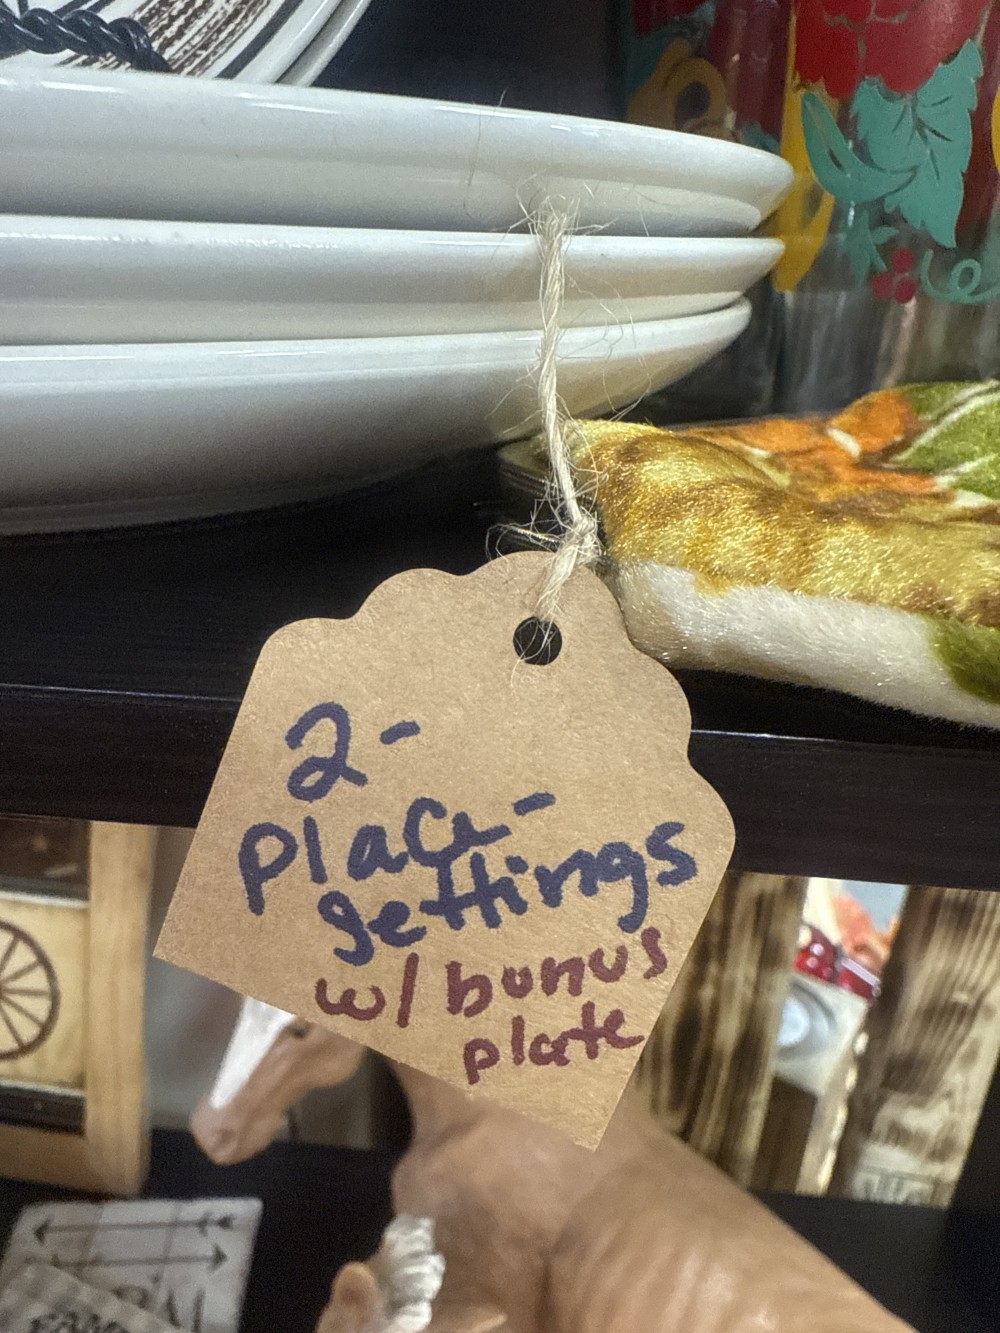 2-
place-
settings
w/ bonus
plate